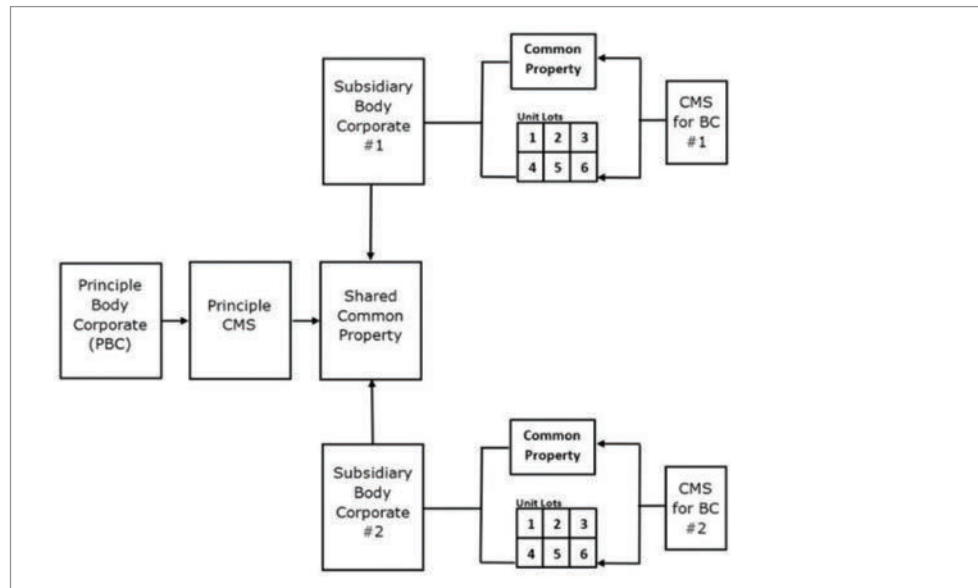 Subsidiary
Body
Corporate
#1
Common
Property
Unit Lots
1 2 3
4 5 6
CMS
for BC
#1
Principle
Body
Corporate
(PBC)
Principle
CMS
Shared
Common
Property
Subsidiary
Body
Corporate
#2
Common
Property
Unit Lots
1 2 3
4 5 6
CMS
for BC
#2